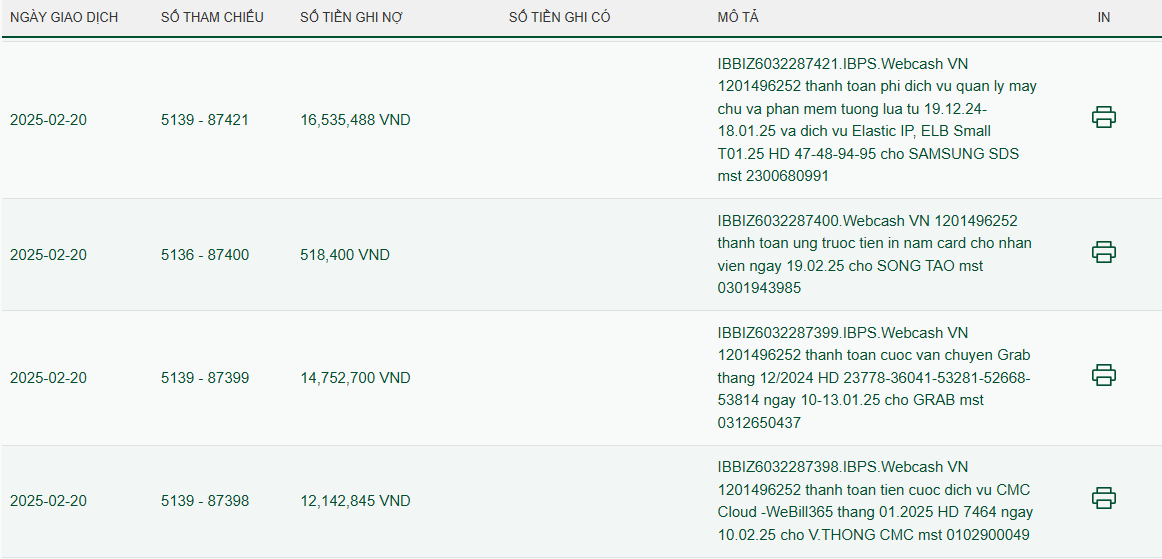 NGÀY GIAO DỊCH SỐ THAM CHIẾU SỐ TIỀN GHI NỢ SỐ TIỀN GHI CÓ MÔ TẢ IN
IBBIZ6032287421.IBPS.Webcash VN
1201496252 thanh toan phi dich vu quan ly may
chu va phan mem tuong lua tu 19.12.24-
2025-02-20 5139 - 87421 16,535,488 VND
18.01.25 va dich vu Elastic IP, ELB Small
T01.25 HD 47-48-94-95 cho SAMSUNG SDS
mst 2300680991
IBBIZ6032287400.Webcash VN 1201496252
thanh toan ung truoc tien in nam card cho nhan
2025-02-20 5136 - 87400 518,400 VND
vien ngay 19.02.25 cho SONG TAO mst
0301943985
IBBIZ6032287399.IBPS.Webcash VN
1201496252 thanh toan cuoc van chuyen Grab
2025-02-20 5139 - 87399 14,752,700 VND thang 12/2024 HD 23778-36041-53281-52668-
53814 ngay 10-13.01.25 cho GRAB mst
0312650437
IBBIZ6032287398.IBPS.Webcash VN
1201496252 thanh toan tien cuoc dich vu CMC
2025-02-20 5139 - 87398 12,142,845 VND
Cloud -WeBill365 thang 01.2025 HD 7464 ngay
10.02.25 cho V.THONG CMC mst 0102900049